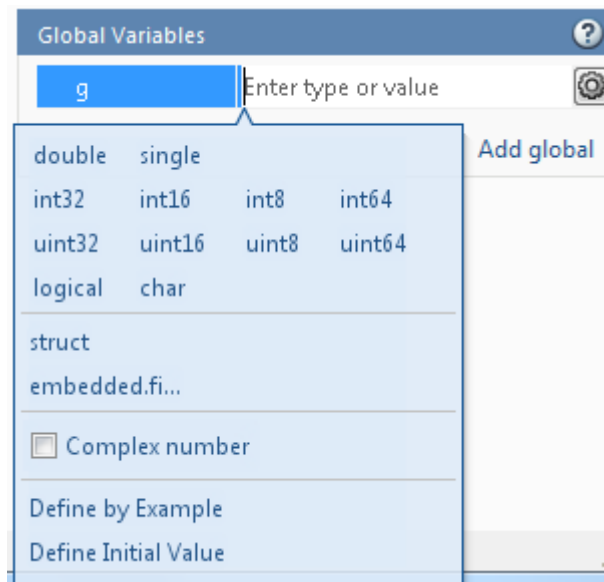 Global Variables ?
g Enter type or value
Add global
double single
int32 int16 int8 int64
uint32 uint16 uint8 uint64
logical char
struct
embedded.fi...
Complex number
Define by Example
Define Initial Value